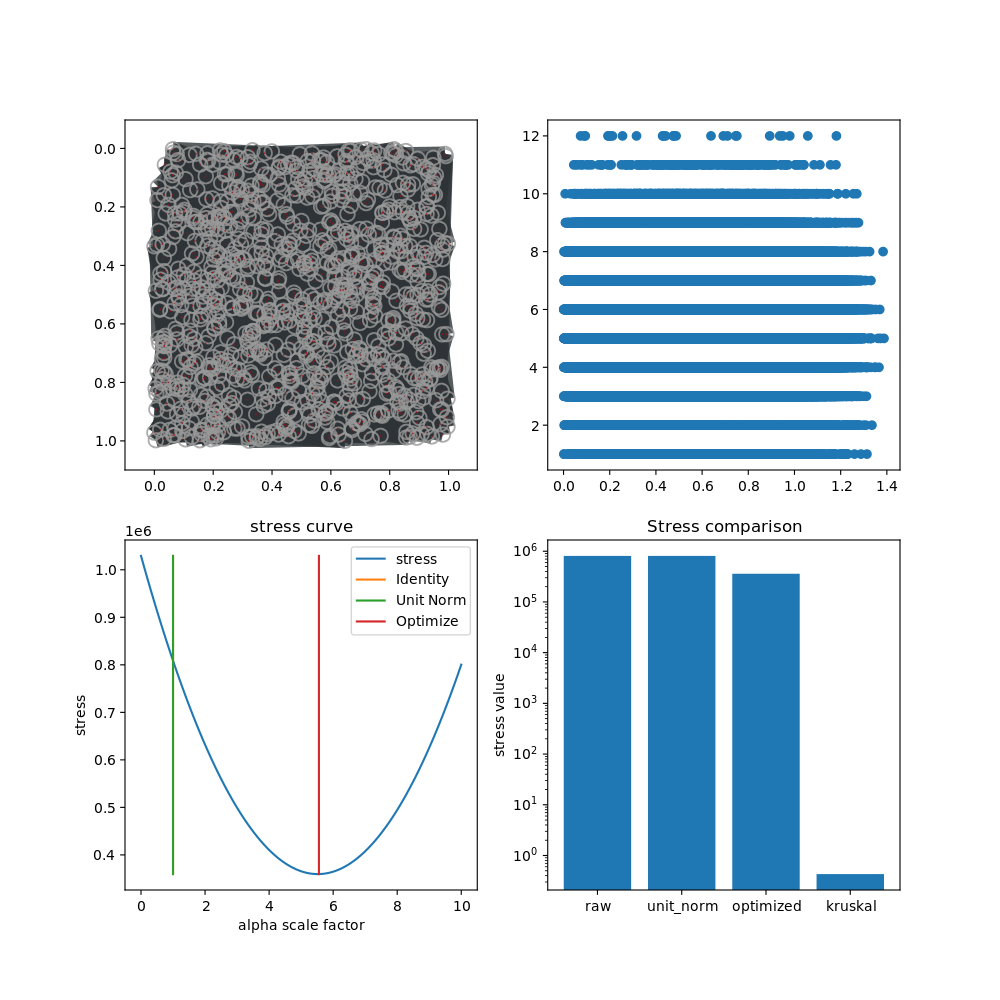 0.0
0.2
0.4
0.6
0.8
1.0
0.0 0.2 0.4 0.6 0.8 1.0
12
10
8
6
4
2
0.0 0.2 0.4 0.6 0.8 1.0 1.2 1.4
stress curve
1e6
1.0
0.9
0.8
0.7
0.6
0.5
0.4
stress
stress
Identity
Unit Norm
Optimize
0 2 4 6 8 10
alpha scale factor
Stress comparison
10^6
10^5
10^4
10^3
10^2
10^1
10^0
stress value
raw unit_norm optimized kruskal